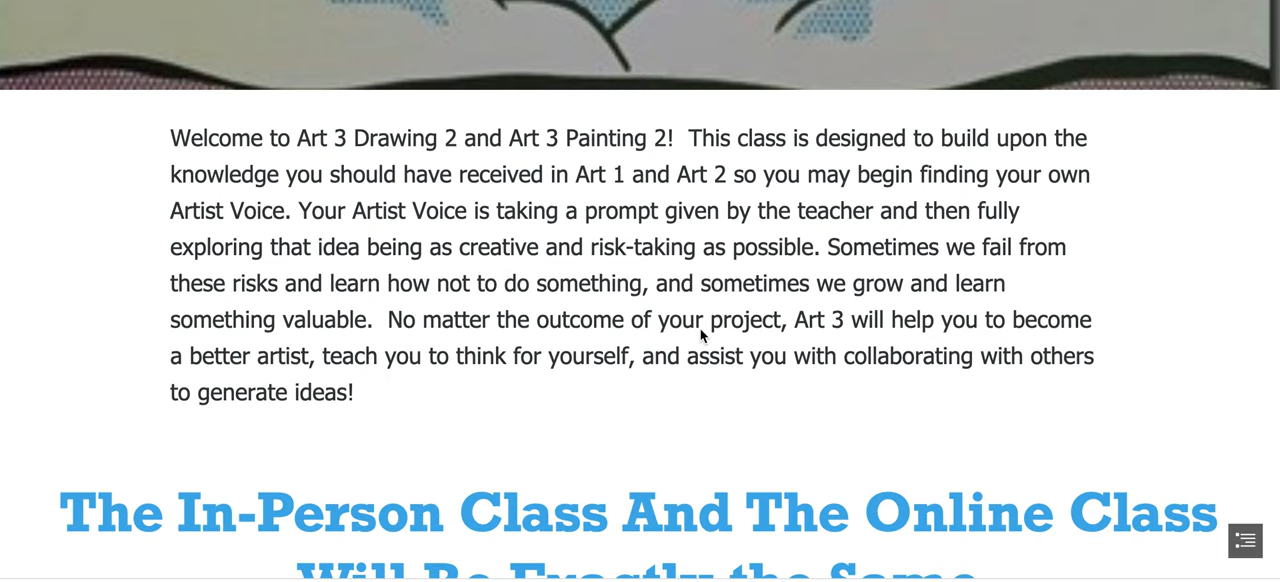 Welcome to Art 3 Drawing 2 and Art 3 Painting 2!  This class is designed to build upon the
knowledge you should have received in Art 1 and Art 2 so you may begin finding your own
Artist Voice. Your Artist Voice is taking a prompt given by the teacher and then fully
exploring that idea being as creative and risk-taking as possible. Sometimes we fail from
these risks and learn how not to do something, and sometimes we grow and learn
something valuable.  No matter the outcome of your project, Art 3 will help you to become
a better artist, teach you to think for yourself, and assist you with collaborating with others
to generate ideas!
The In-Person Class And The Online Class
Will Be Exactly the Same